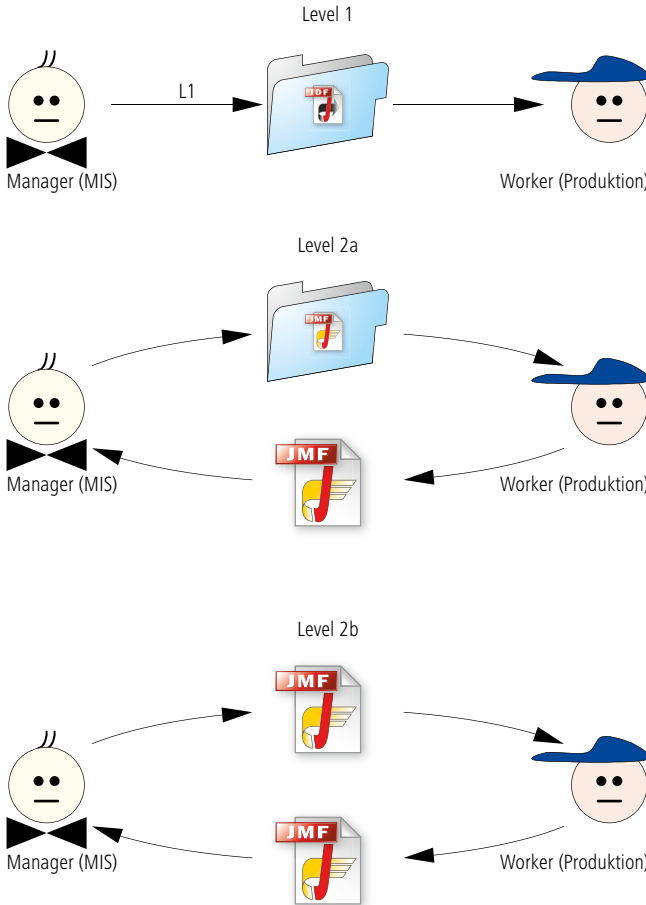 Level 1
JDF
L1
Manager (MIS)
Worker (Produktion)
Level 2a
JMF
JMF
Manager (MIS)
Worker (Produktion)
Level 2b
JMF
JMF
Manager (MIS)
Worker (Produktion)